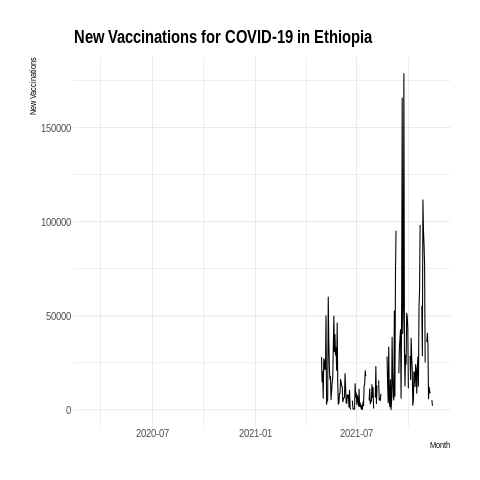 New Vaccinations for COVID-19 in Ethiopia
New Vaccinations
150000
100000
50000
0
2020-07
2021-01
2021-07
Month